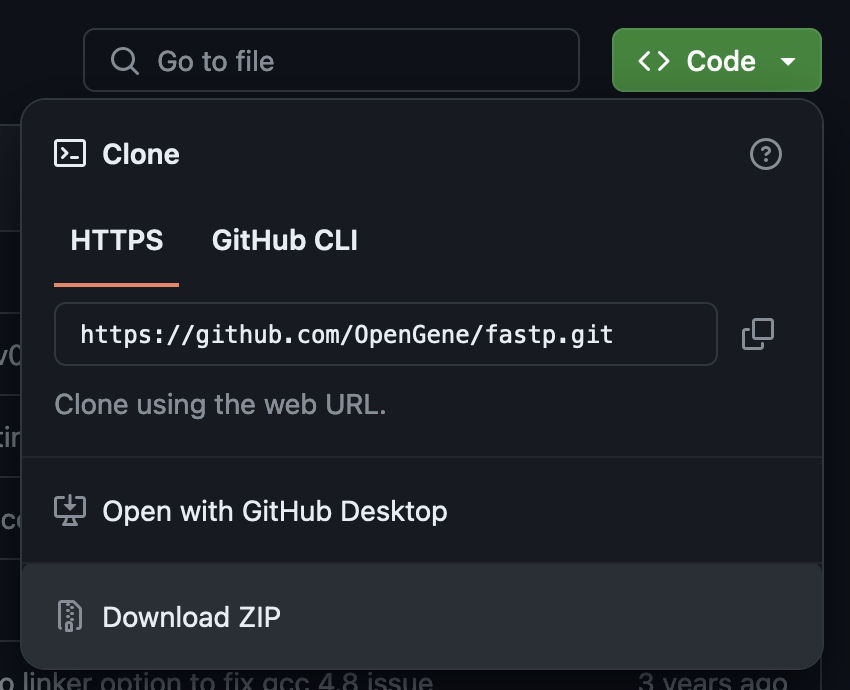 Go to file
Code
Clone
HTTPS GitHub CLI
https://github.com/OpenGene/fastp.git
Clone using the web URL.
Open with GitHub Desktop
Download ZIP
linker option to fix gcc 4.8 issue 3 years ago